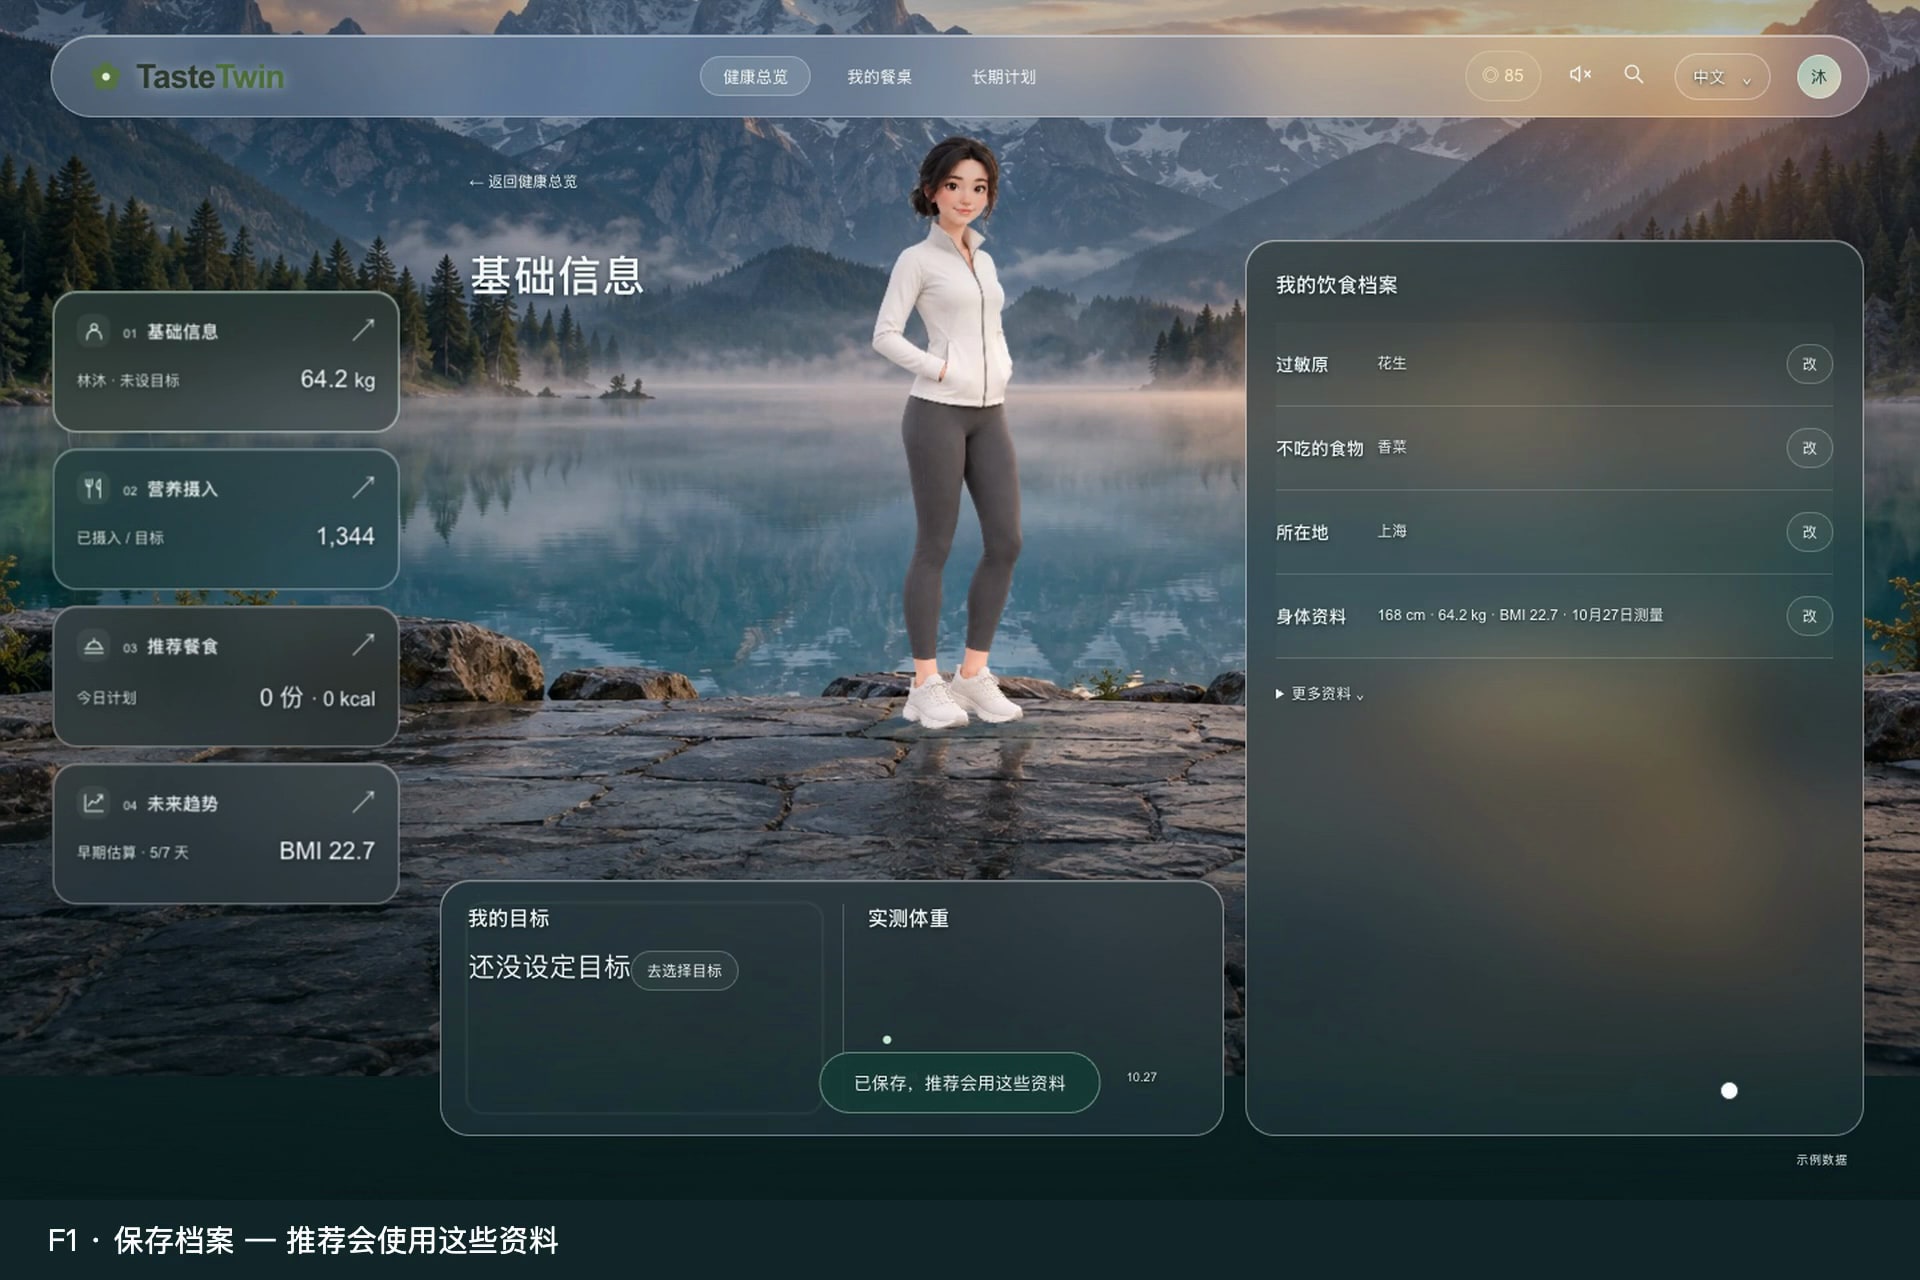 TasteTwin
健康总览
我的餐桌
长期计划
85
中文
沐
← 返回健康总览
基础信息
01 基础信息
林沐 · 未设目标
64.2 kg
02 营养摄入
已摄入 / 目标
1,344
03 推荐餐食
今日计划
0 份 · 0 kcal
04 未来趋势
早期估算 · 5/7 天
BMI 22.7
我的目标
还没设定目标
去选择目标
实测体重
10.27
已保存，推荐会用这些资料
我的饮食档案
过敏原 花生 改
不吃的食物 香菜 改
所在地 上海 改
身体资料 168 cm · 64.2 kg · BMI 22.7 · 10月27日测量 改
更多资料
示例数据
F1 · 保存档案 — 推荐会使用这些资料